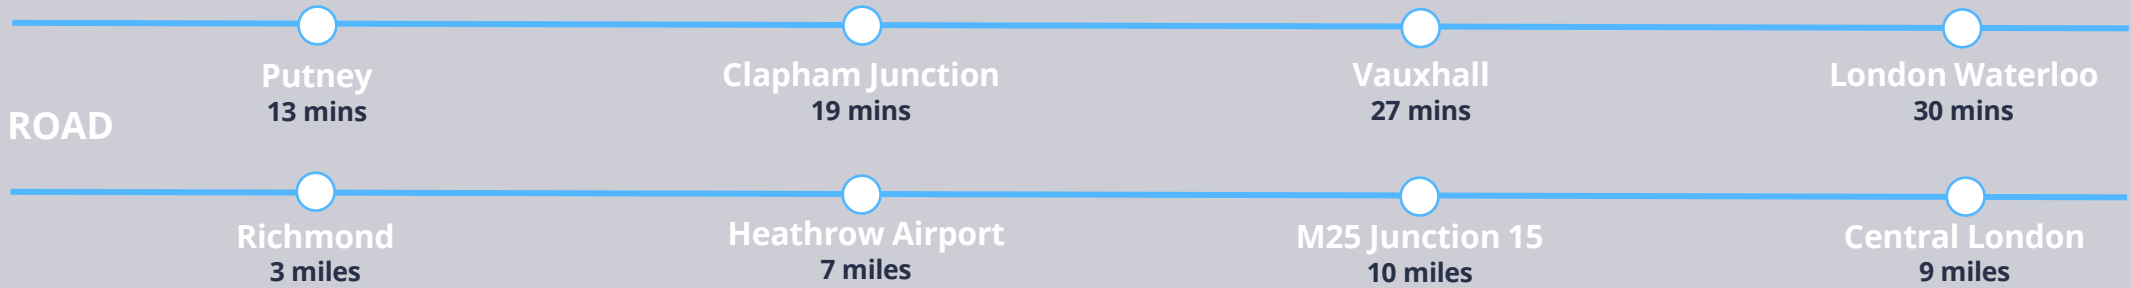 Putney
13 mins
Clapham Junction
19 mins
Vauxhall
27 mins
London Waterloo
30 mins
ROAD
Richmond
3 miles
Heathrow Airport
7 miles
M25 Junction 15
10 miles
Central London
9 miles